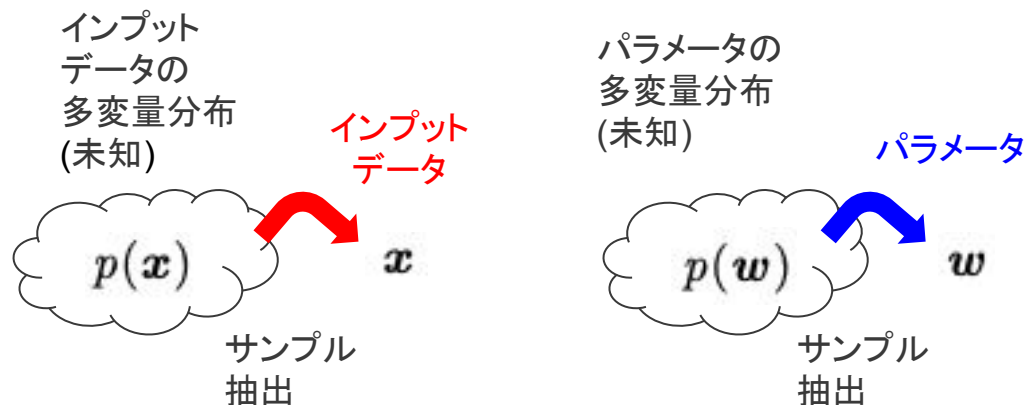 インプット
データの
多変量分布
(未知)
インプット
データ
p(x)
x
サンプル
抽出
パラメータの
多変量分布
(未知)
パラメータ
p(w)
w
サンプル
抽出